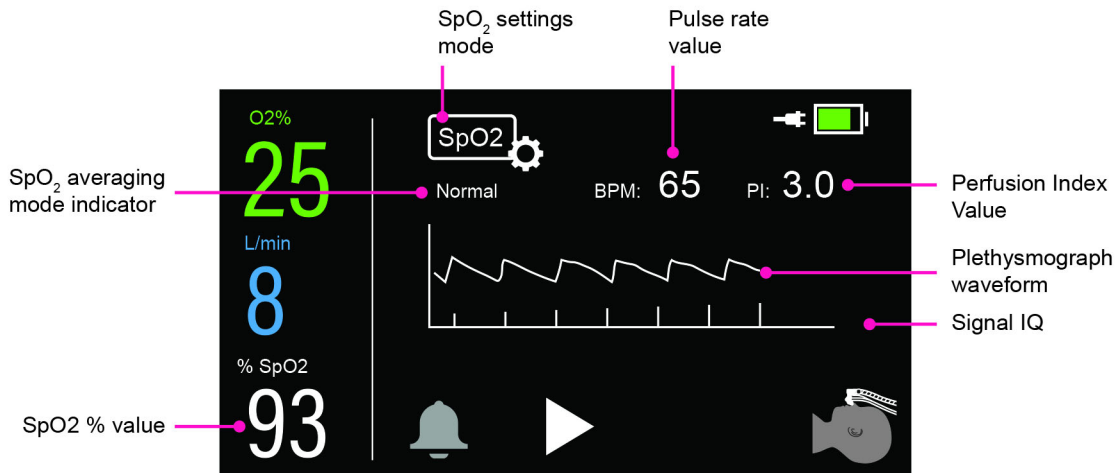 SpO2 settings
mode
Pulse rate
value
O2%
25
SpO2
Normal
BPM: 65
PI: 3.0
SpO2 averaging
mode indicator
Perfusion Index
Value
L/min
8
Plethysmograph
waveform
Signal IQ
% SpO2
93
SpO2 % value